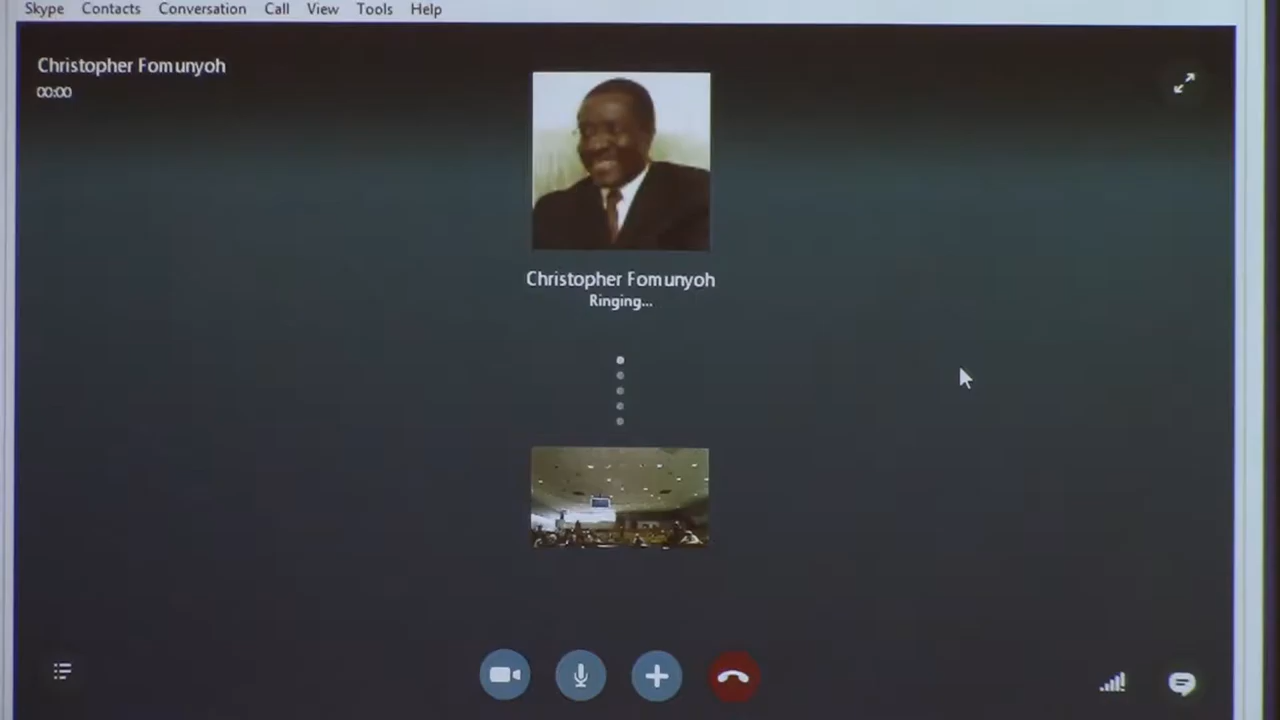 Skype Contacts Conversation Call View Tools Help
Christopher Fomunyoh
00:00
Christopher Fomunyoh
Ringing...